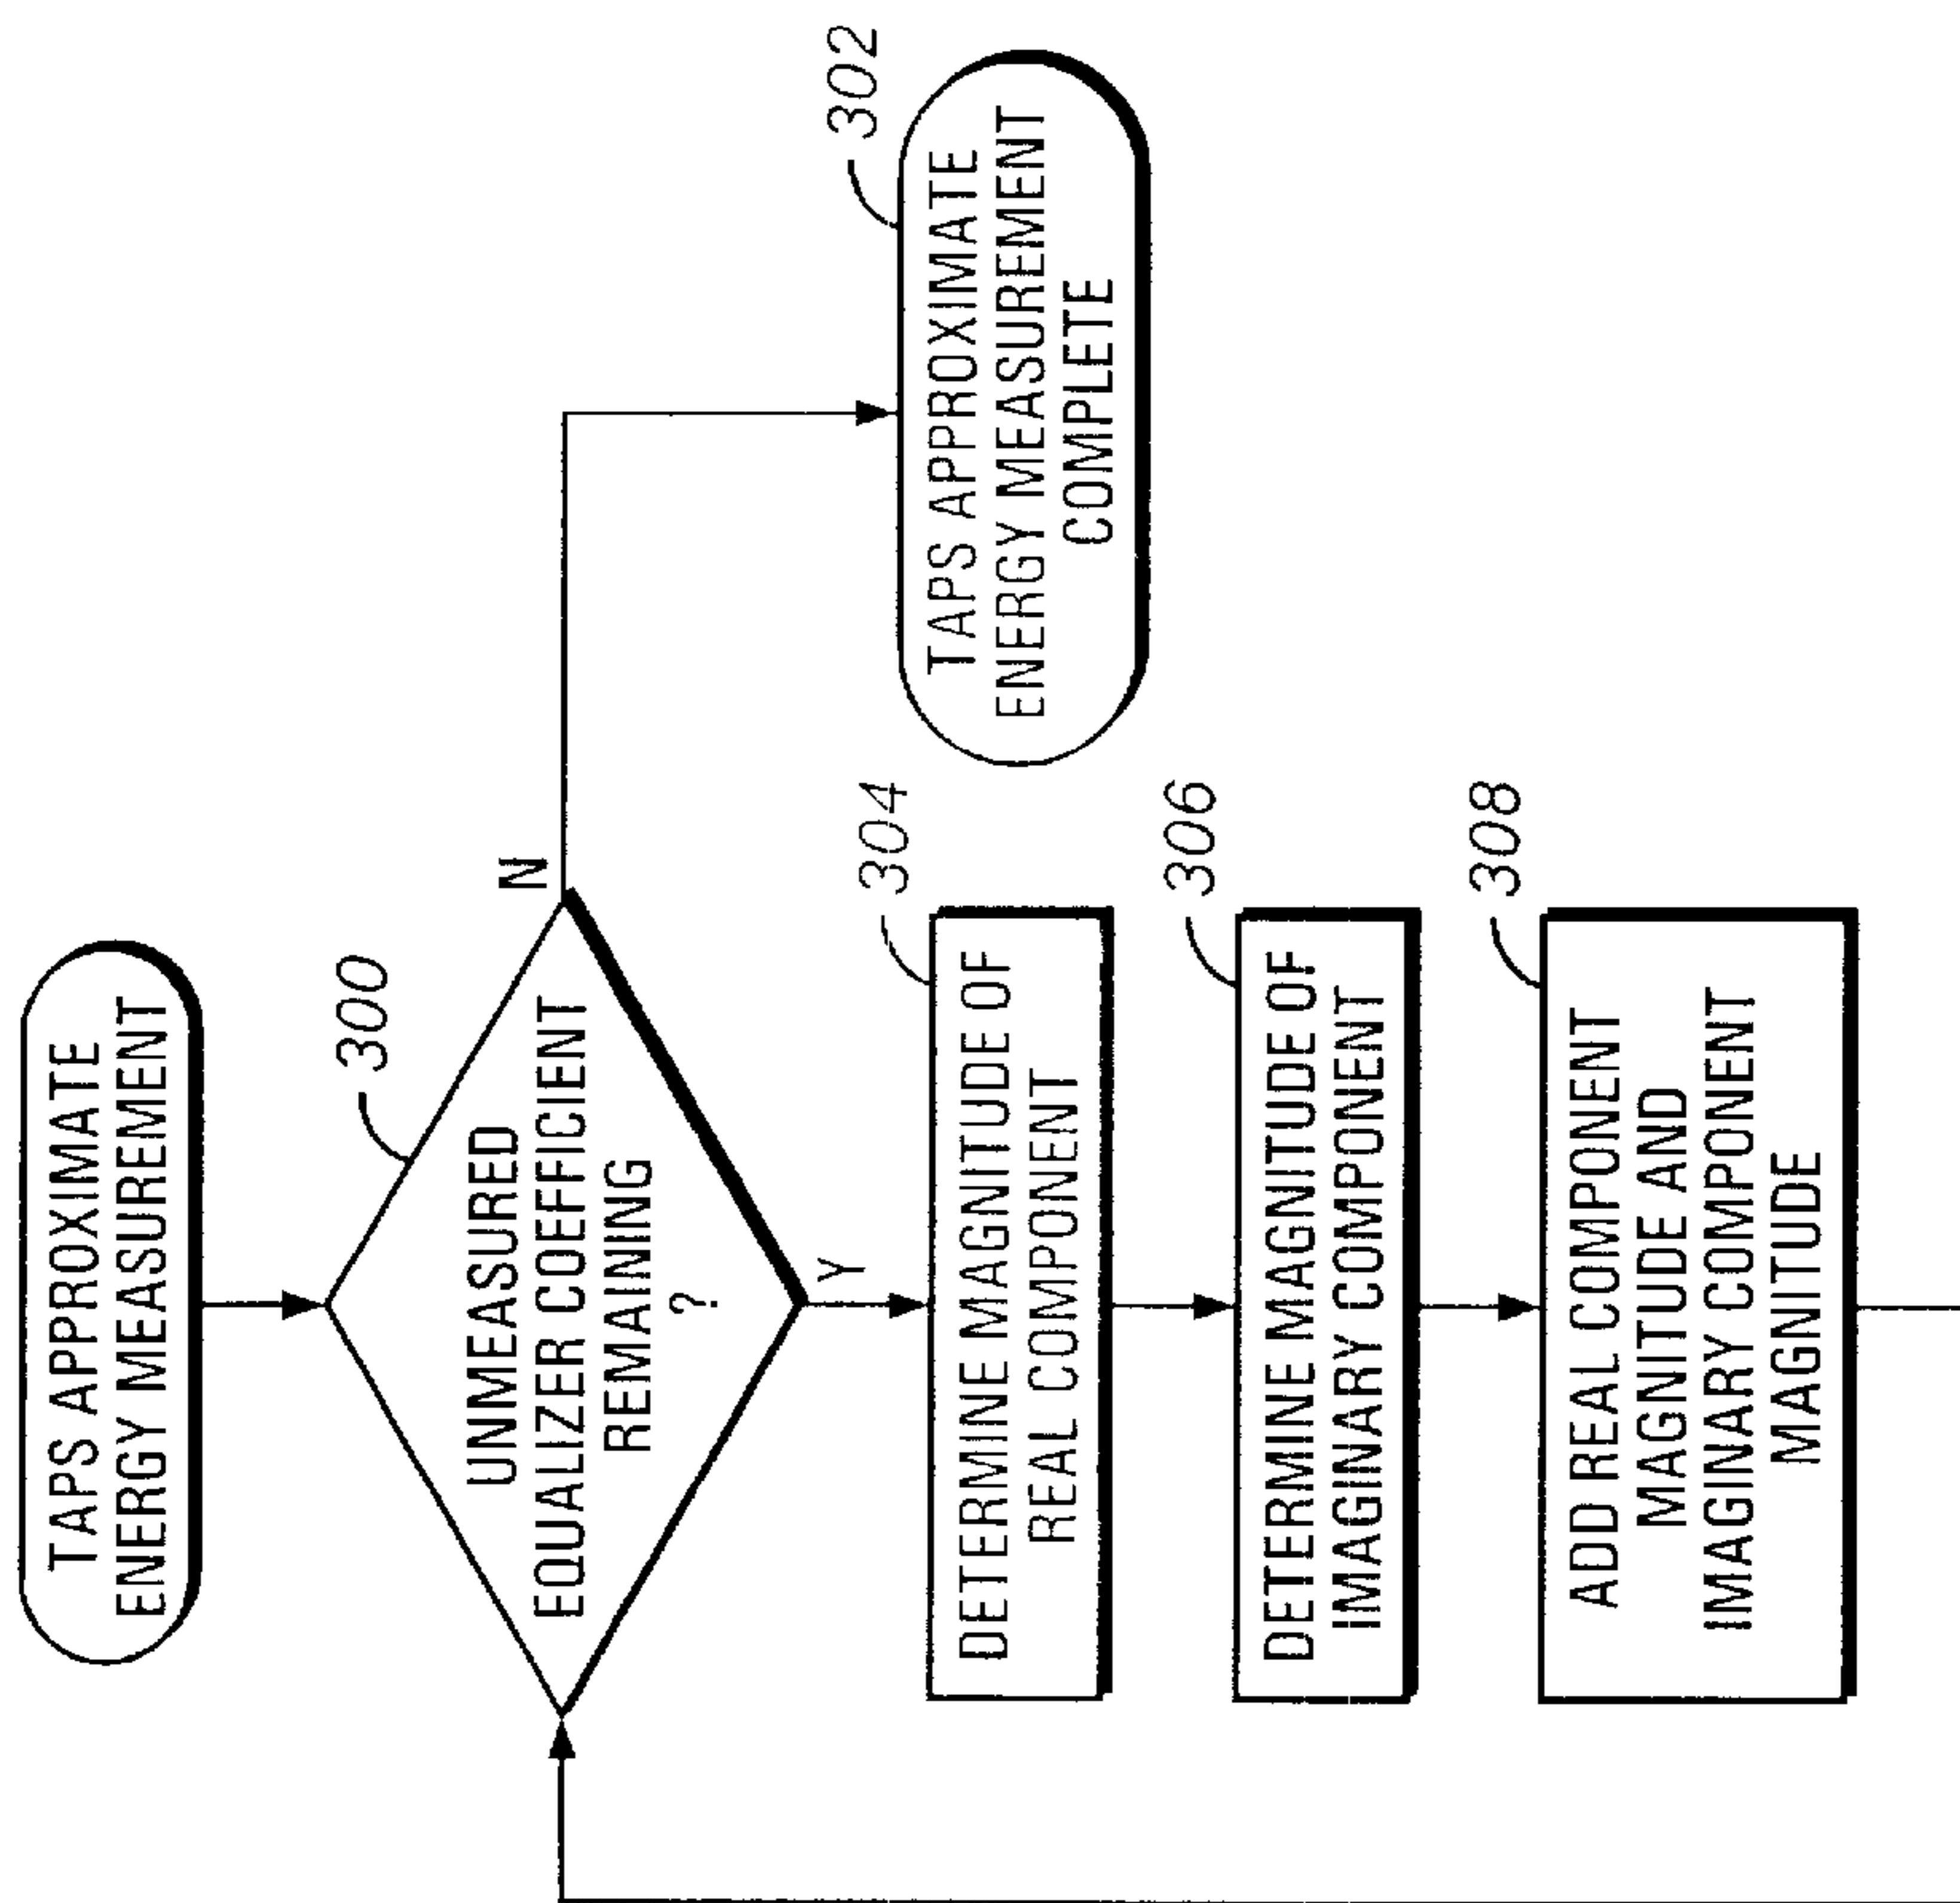 TAPS APPROXIMATE
ENERGY MEASUREMENT
300
UNMEASURED
EQUALIZER COEFFICIENT
REMAINING
?
N
Y
302
TAPS APPROXIMATE
ENERGY MEASUREMENT
COMPLETE
304
DETERMINE MAGNITUDE OF
REAL COMPONENT
306
DETERMINE MAGNITUDE OF
IMAGINARY COMPONENT
308
ADD REAL COMPONENT
MAGNITUDE AND
IMAGINARY COMPONENT
MAGNITUDE